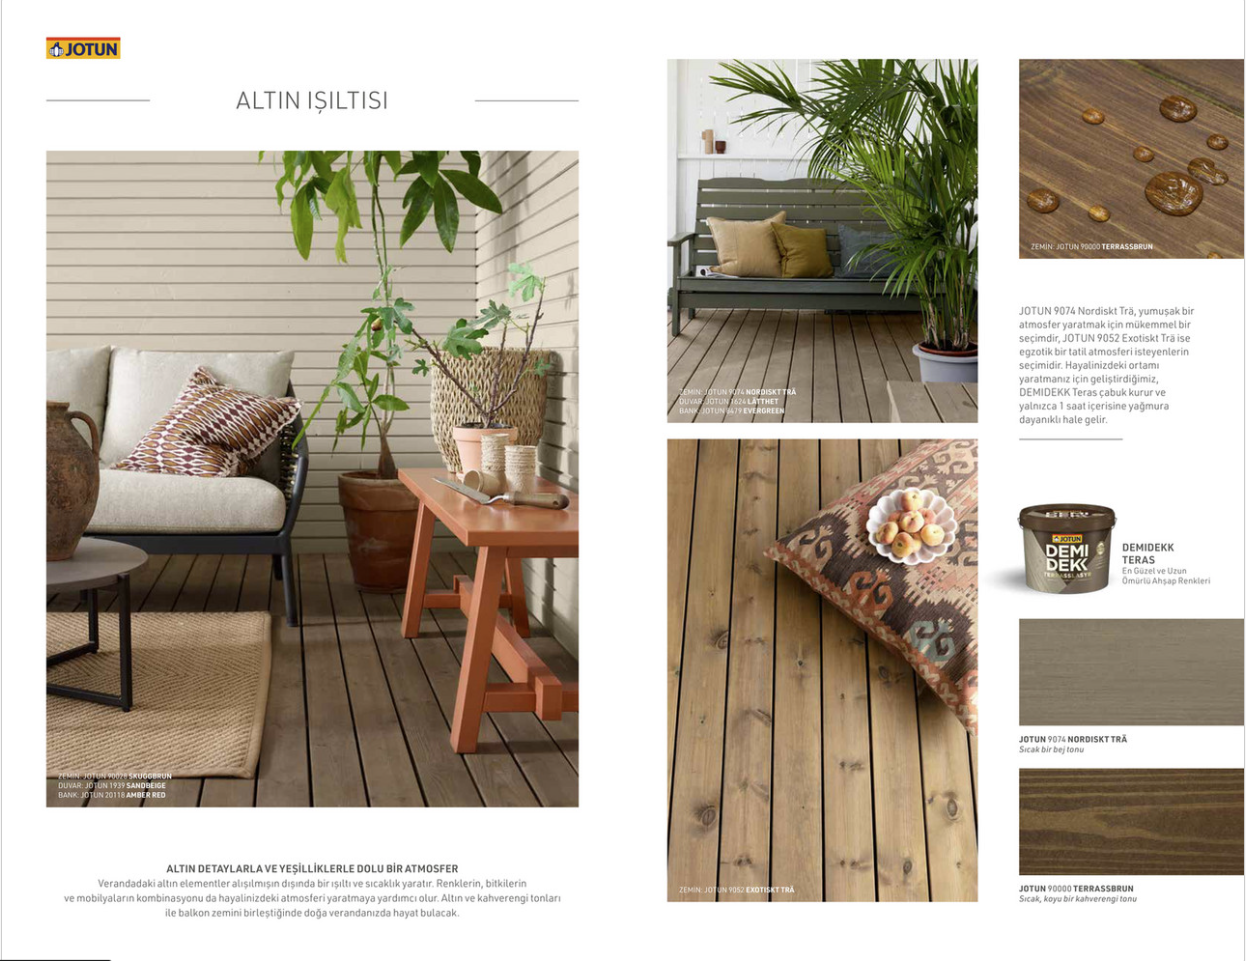 JOTUN
ALTIN IŞILTISI
ZEMİN: JOTUN 90028 SKUGGBRUN
DUVAR: JOTUN 1939 SANDBEIGE
BANK: JOTUN 20118 AMBER RED
ALTIN DETAYLARLA VE YEŞİLLİKLERLE DOLU BİR ATMOSFER
Verandadaki altın elementler alışılmışın dışında bir ışıltı ve sıcaklık yaratır. Renklerin, bitkilerin
ve mobilyaların kombinasyonu da hayalinizdeki atmosferi yaratmaya yardımcı olur. Altın ve kahverengi tonları
ile balkon zemini birleştiğinde doğa verandanızda hayat bulacak.
ZEMİN: JOTUN 9074 NORDISKT TRÄ
DUVAR: JOTUN 1624 LÄTTHET
BANK: JOTUN 9479 EVERGREEN
ZEMİN: JOTUN 9052 EXOTISKT TRÄ
ZEMİN: JOTUN 90000 TERRASSBRUN
JOTUN 9074 Nordiskt Trä, yumuşak bir
atmosfer yaratmak için mükemmel bir
seçimdir, JOTUN 9052 Exotiskt Trä ise
egzotik bir tatil atmosferi isteyenlerin
seçimidir. Hayalinizdeki ortamı
yaratmanız için geliştirdiğimiz,
DEMIDEKK Teras çabuk kurur ve
yalnızca 1 saat içerisine yağmura
dayanıklı hale gelir.
JOTUN
DEMI
DEKK
TERRASSLASYR
DEMIDEKK
TERAS
En Güzel ve Uzun
Ömürlü Ahşap Renkleri
JOTUN 9074 NORDISKT TRÄ
Sıcak bir bej tonu
JOTUN 90000 TERRASSBRUN
Sıcak, koyu bir kahverengi tonu